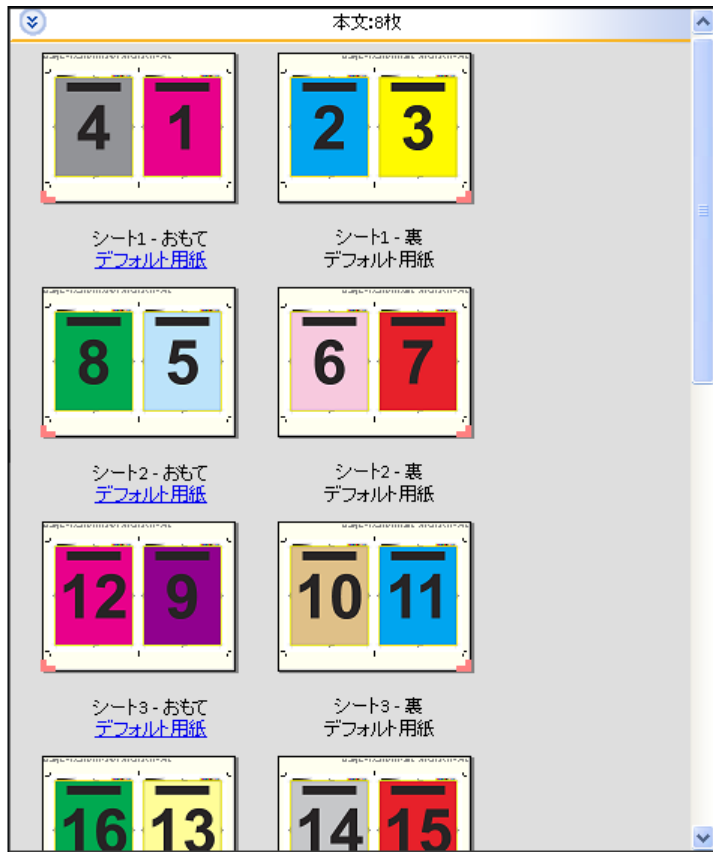 本文:8枚
4 1
2 3
シート1 - おもて
デフォルト用紙
シート1 - 裏
デフォルト用紙
8 5
6 7
シート2 - おもて
デフォルト用紙
シート2 - 裏
デフォルト用紙
12 9
10 11
シート3 - おもて
デフォルト用紙
シート3 - 裏
デフォルト用紙
16 13
14 15